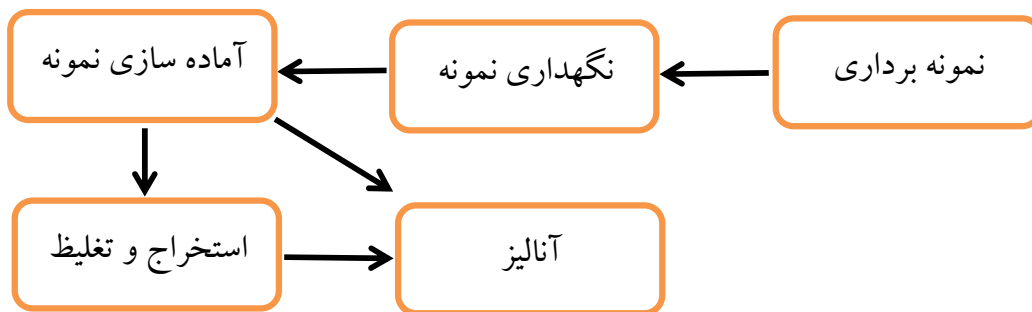 نمونه برداری
نگهداری نمونه
آماده سازی نمونه
استخراج و تغلیظ
آنالیز